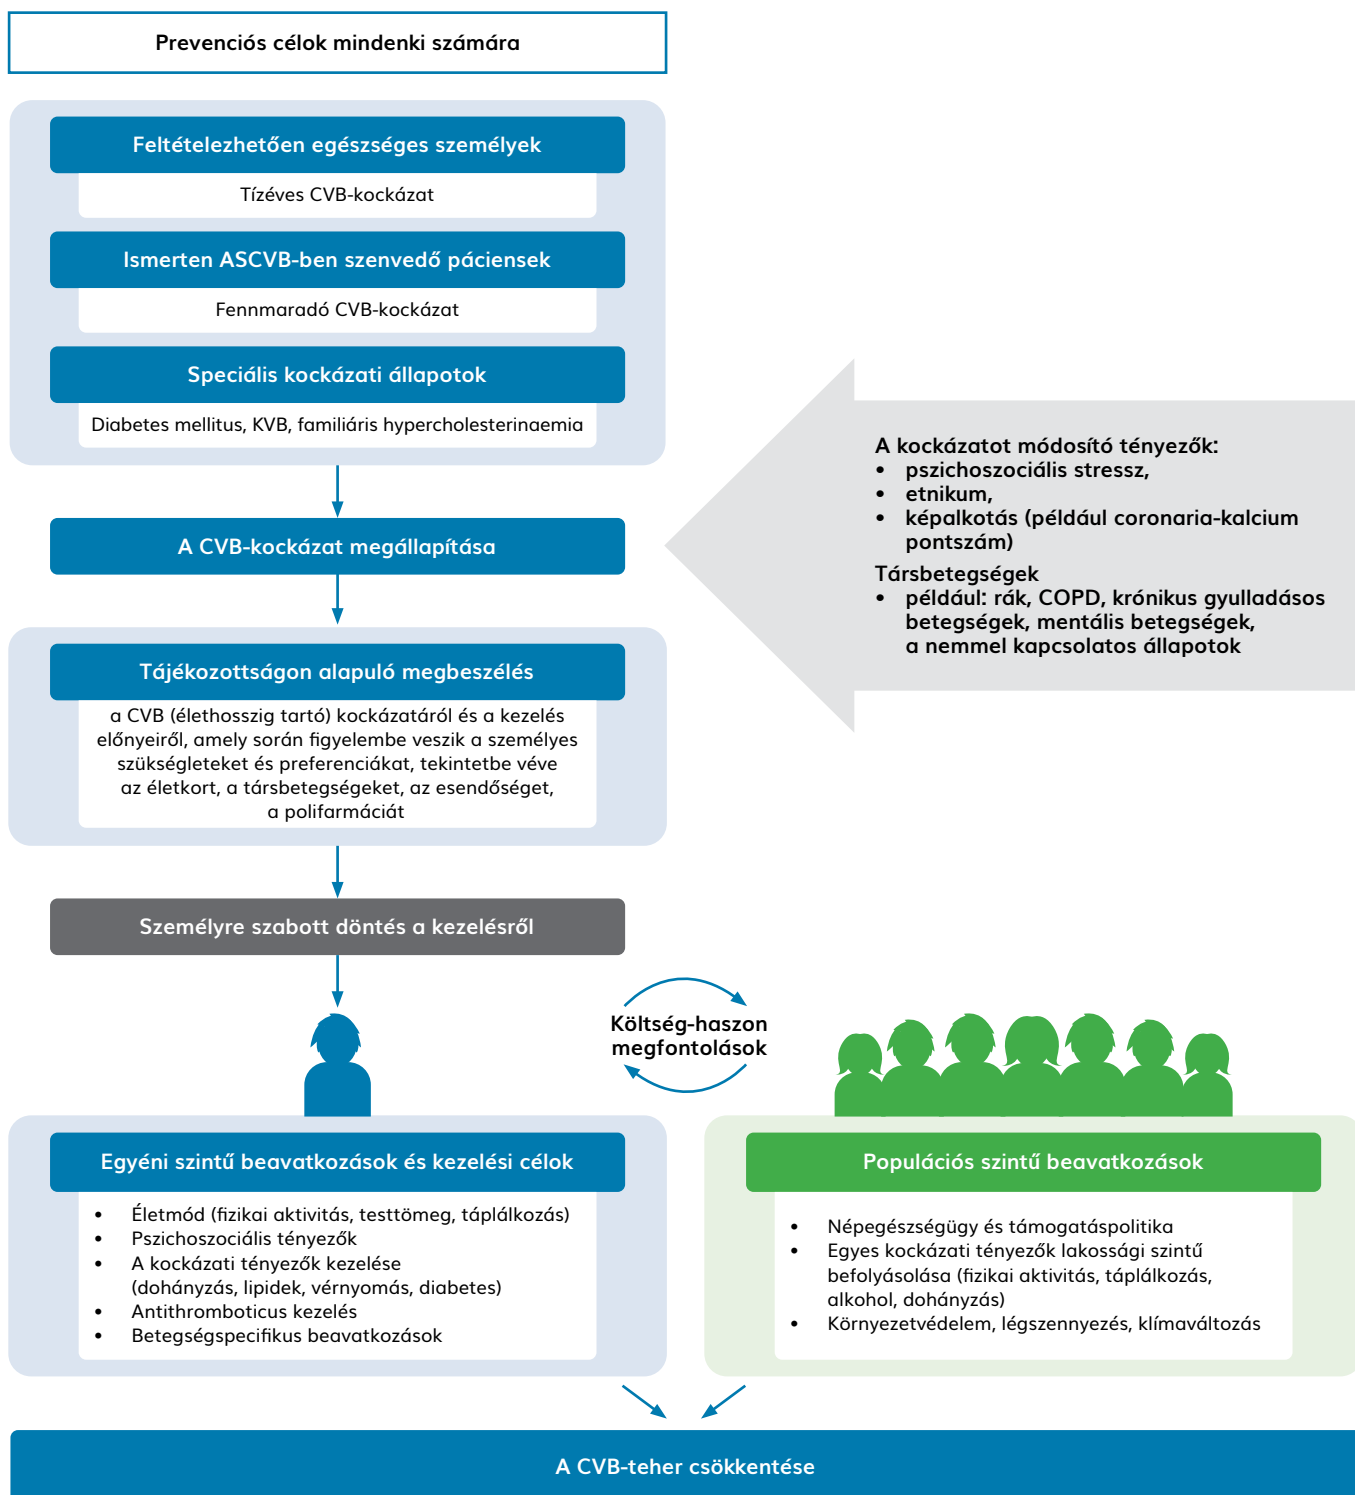 Prevenciós célok mindenki számára
Feltételezhetően egészséges személyek
Tízéves CVB-kockázat
Ismerten ASCVB-ben szenvedő páciensek
Fennmaradó CVB-kockázat
Speciális kockázati állapotok
Diabetes mellitus, KVB, familiáris hypercholesterinaemia
A kockázatot módosító tényezők:
• pszichoszociális stressz,
• etnikum,
• képalkotás (például coronaria-kalcium
pontszám)
Társbetegségek
• például: rák, COPD, krónikus gyulladásos
betegségek, mentális betegségek,
a nemmel kapcsolatos állapotok
A CVB-kockázat megállapítása
Tájékozottságon alapuló megbeszélés
a CVB (élethosszig tartó) kockázatáról és a kezelés
előnyeiről, amely során figyelembe veszik a személyes
szükségleteket és preferenciákat, tekintetbe véve
az életkort, a társbetegségeket, az esendőséget,
a polifarmáciát
Személyre szabott döntés a kezelésről
Költség-haszon
megfontolások
Egyéni szintű beavatkozások és kezelési célok
• Életmód (fizikai aktivitás, testtömeg, táplálkozás)
• Pszichoszociális tényezők
• A kockázati tényezők kezelése
(dohányzás, lipidek, vérnyomás, diabetes)
• Antithromboticus kezelés
• Betegségspecifikus beavatkozások
Populációs szintű beavatkozások
• Népegészségügy és támogatáspolitika
• Egyes kockázati tényezők lakossági szintű
befolyásolása (fizikai aktivitás, táplálkozás,
alkohol, dohányzás)
• Környezetvédelem, légszennyezés, klímaváltozás
A CVB-teher csökkentése